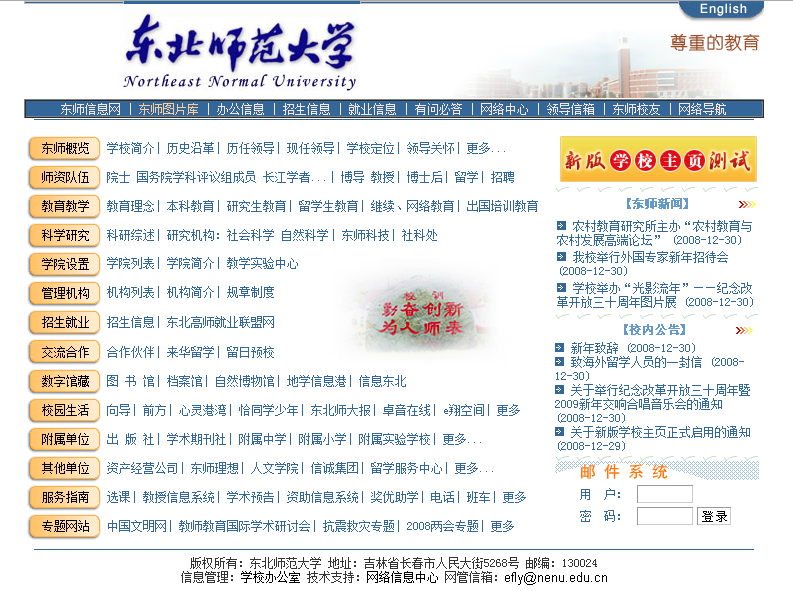 English
东北师范大学
Northeast Normal University
尊重的教育
东师信息网 | 东师图片库 | 办公信息 | 招生信息 | 就业信息 | 有问必答 | 网络中心 | 领导信箱 | 东师校友 | 网络导航
东师概览 学校简介| 历史沿革| 历任领导| 现任领导| 学校定位| 领导关怀| 更多...
师资队伍 院士 国务院学科评议组成员 长江学者...| 博导 教授| 博士后| 留学| 招聘
教育教学 教育理念| 本科教育| 研究生教育| 留学生教育| 继续、网络教育| 出国培训教育
科学研究 科研综述| 研究机构：社会科学 自然科学| 东师科技| 社科处
学院设置 学院列表| 学院简介| 教学实验中心
管理机构 机构列表| 机构简介| 规章制度
招生就业 招生信息| 东北高师就业联盟网
交流合作 合作伙伴| 来华留学| 留日预校
数字馆藏 图 书 馆| 档案馆| 自然博物馆| 地学信息港| 信息东北
校园生活 向导| 前方| 心灵港湾| 恰同学少年| 东北师大报| 卓音在线| e翔空间| 更多
附属单位 出 版 社| 学术期刊社| 附属中学| 附属小学| 附属实验学校| 更多...
其他单位 资产经营公司| 东师理想| 人文学院| 信诚集团| 留学服务中心| 更多...
服务指南 选课| 教授信息系统| 学术预告| 资助信息系统| 奖优助学| 电话| 班车| 更多
专题网站 中国文明网| 教师教育国际学术研讨会| 抗震救灾专题| 2008两会专题| 更多
校 训
勤奋创新
为人师表
新版学校主页测试
【东师新闻】
农村教育研究所主办“农村教育与
农村发展高端论坛” (2008-12-30)
我校举行外国专家新年招待会
(2008-12-30)
学校举办“光影流年”——纪念改
革开放三十周年图片展 (2008-12-30)
【校内公告】
新年致辞 (2008-12-30)
致海外留学人员的一封信 (2008-
12-30)
关于举行纪念改革开放三十周年暨
2009新年交响合唱音乐会的通知
(2008-12-30)
关于新版学校主页正式启用的通知
(2008-12-29)
邮 件 系 统
用 户：
密 码： 登录
版权所有：东北师范大学 地址：吉林省长春市人民大街5268号 邮编：130024
信息管理：学校办公室 技术支持：网络信息中心 网管信箱：efly@nenu.edu.cn